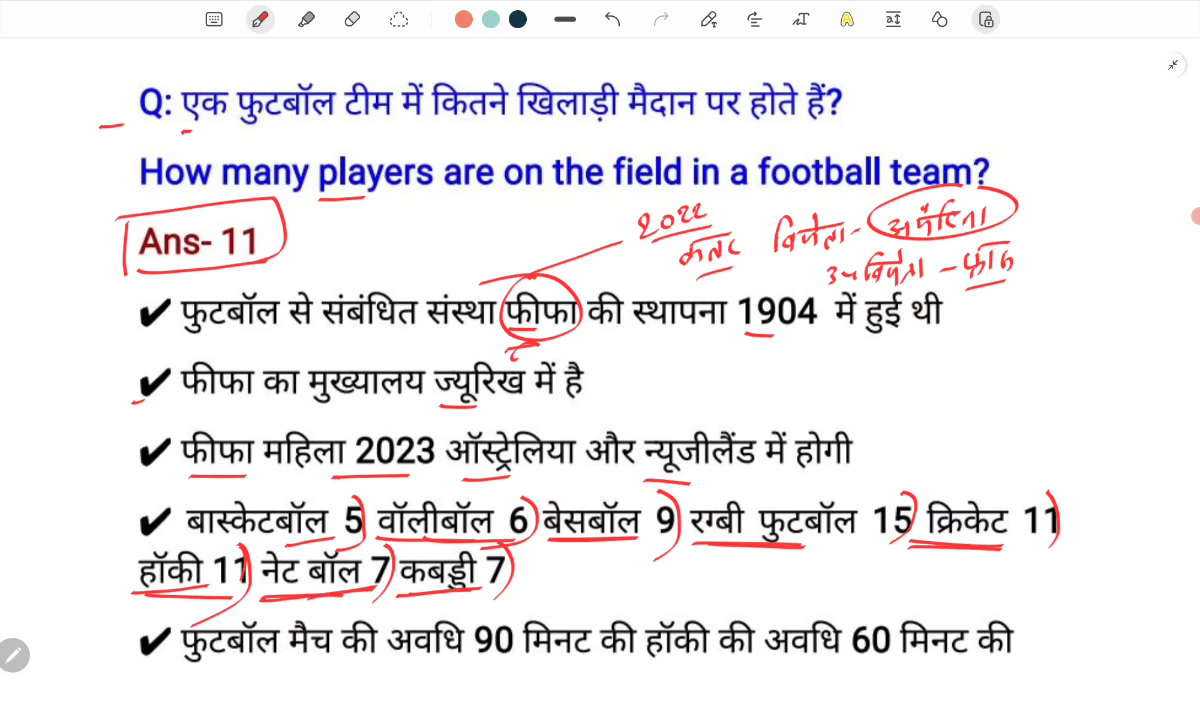 Q: एक फुटबॉल टीम में कितने खिलाड़ी मैदान पर होते हैं?
How many players are on the field in a football team?
2022
विजेता-
उपविजेता -
Ans- 11
✔ फुटबॉल से संबंधित संस्था फीफा की स्थापना 1904 में हुई थी
✔ फीफा का मुख्यालय ज्यूरिख में है
✔ फीफा महिला 2023 ऑस्ट्रेलिया और न्यूजीलैंड में होगी
✔ बास्केटबॉल 5 वॉलीबॉल 6 बेसबॉल 9 रग्बी फुटबॉल 15 क्रिकेट 11
हॉकी 11 नेट बॉल 7 कबड्डी 7
✔ फुटबॉल मैच की अवधि 90 मिनट की हॉकी की अवधि 60 मिनट की